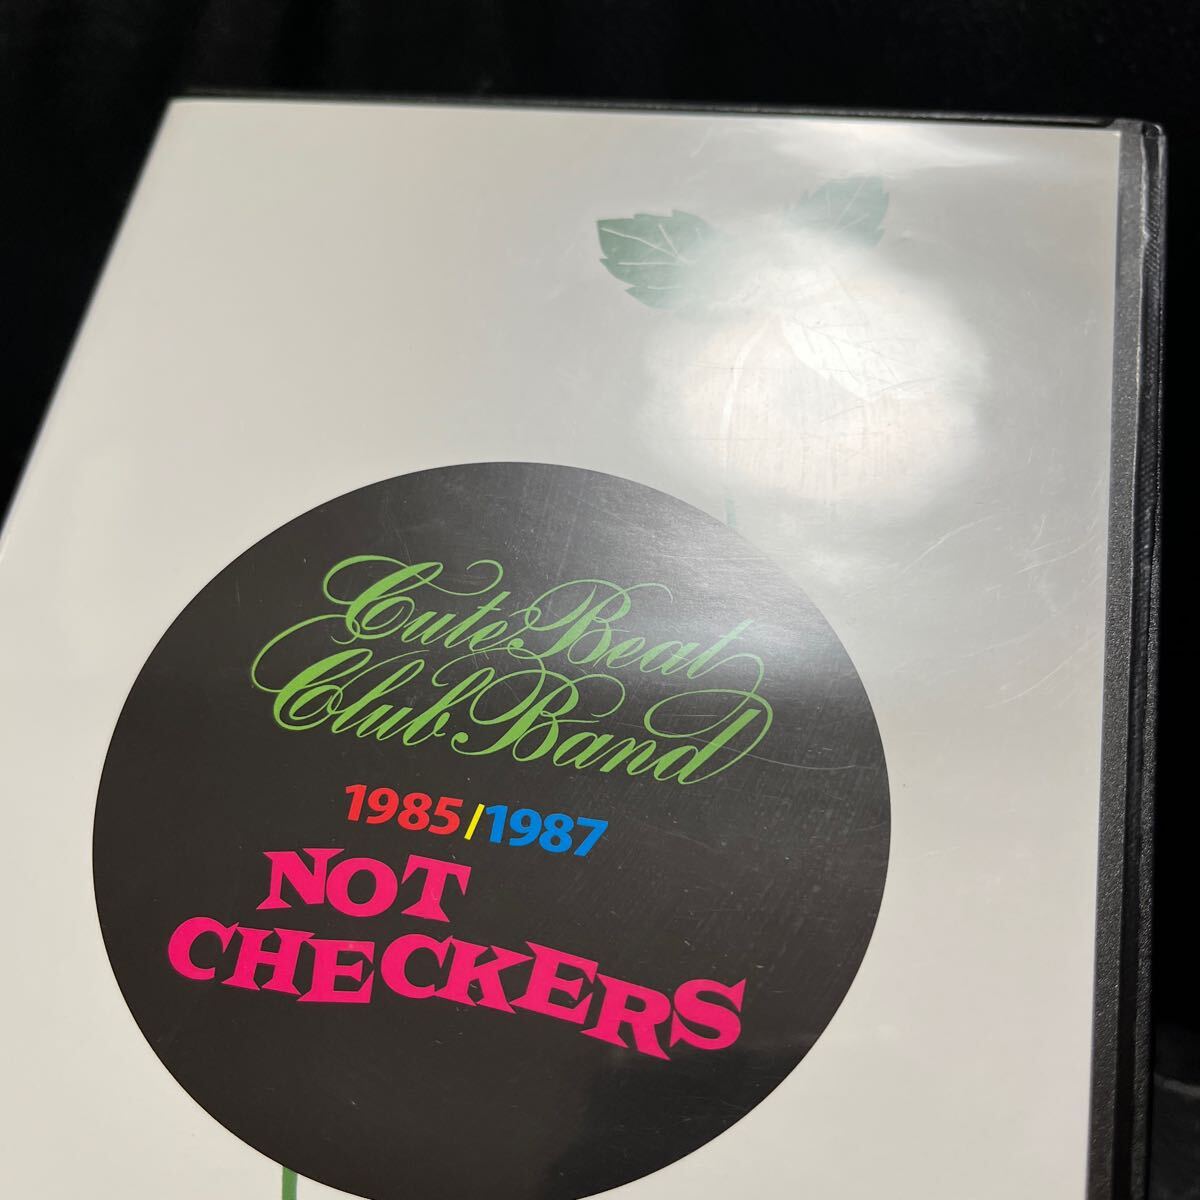 Cute Beat
Club Band
1985/1987
NOT
CHECKERS